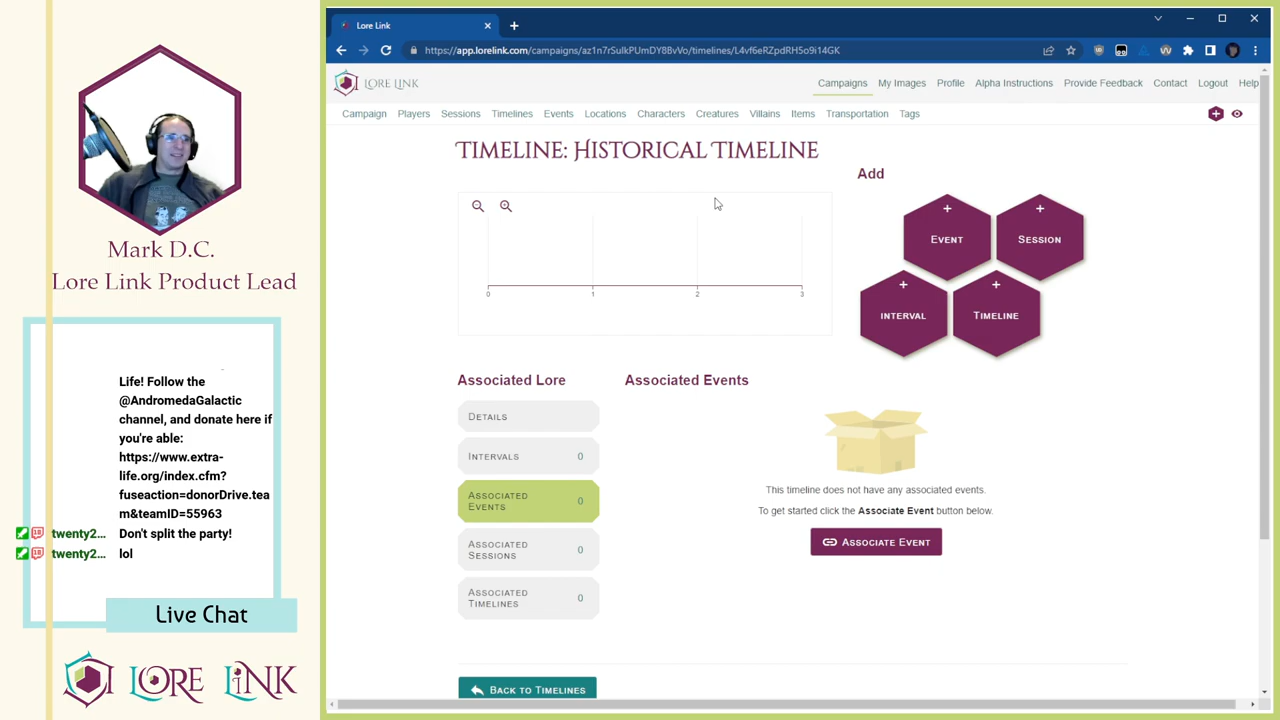 Mark D.C.
Lore Link Product Lead
Life! Follow the
@AndromedaGalactic
channel, and donate here if
you're able:
https://www.extra-
life.org/index.cfm?
fuseaction=donorDrive.tea
m&teamID=55963
twenty2... Don't split the party!
twenty2... lol
Live Chat
LORE LINK
Lore Link
https://app.lorelink.com/campaigns/az1n7rSulkPUmDY8BvVo/timelines/L4vf6eRZpdRH5o9i14GK
LORE LINK
Campaigns My Images Profile Alpha Instructions Provide Feedback Contact Logout Help
Campaign Players Sessions Timelines Events Locations Characters Creatures Villains Items Transportation Tags
TIMELINE: HISTORICAL TIMELINE
0 1 2 3
Add
+ EVENT
+ SESSION
+ INTERVAL
+ TIMELINE
Associated Lore
DETAILS
INTERVALS 0
ASSOCIATED
EVENTS 0
ASSOCIATED
SESSIONS 0
ASSOCIATED
TIMELINES 0
Associated Events
This timeline does not have any associated events.
To get started click the Associate Event button below.
ASSOCIATE EVENT
BACK TO TIMELINES